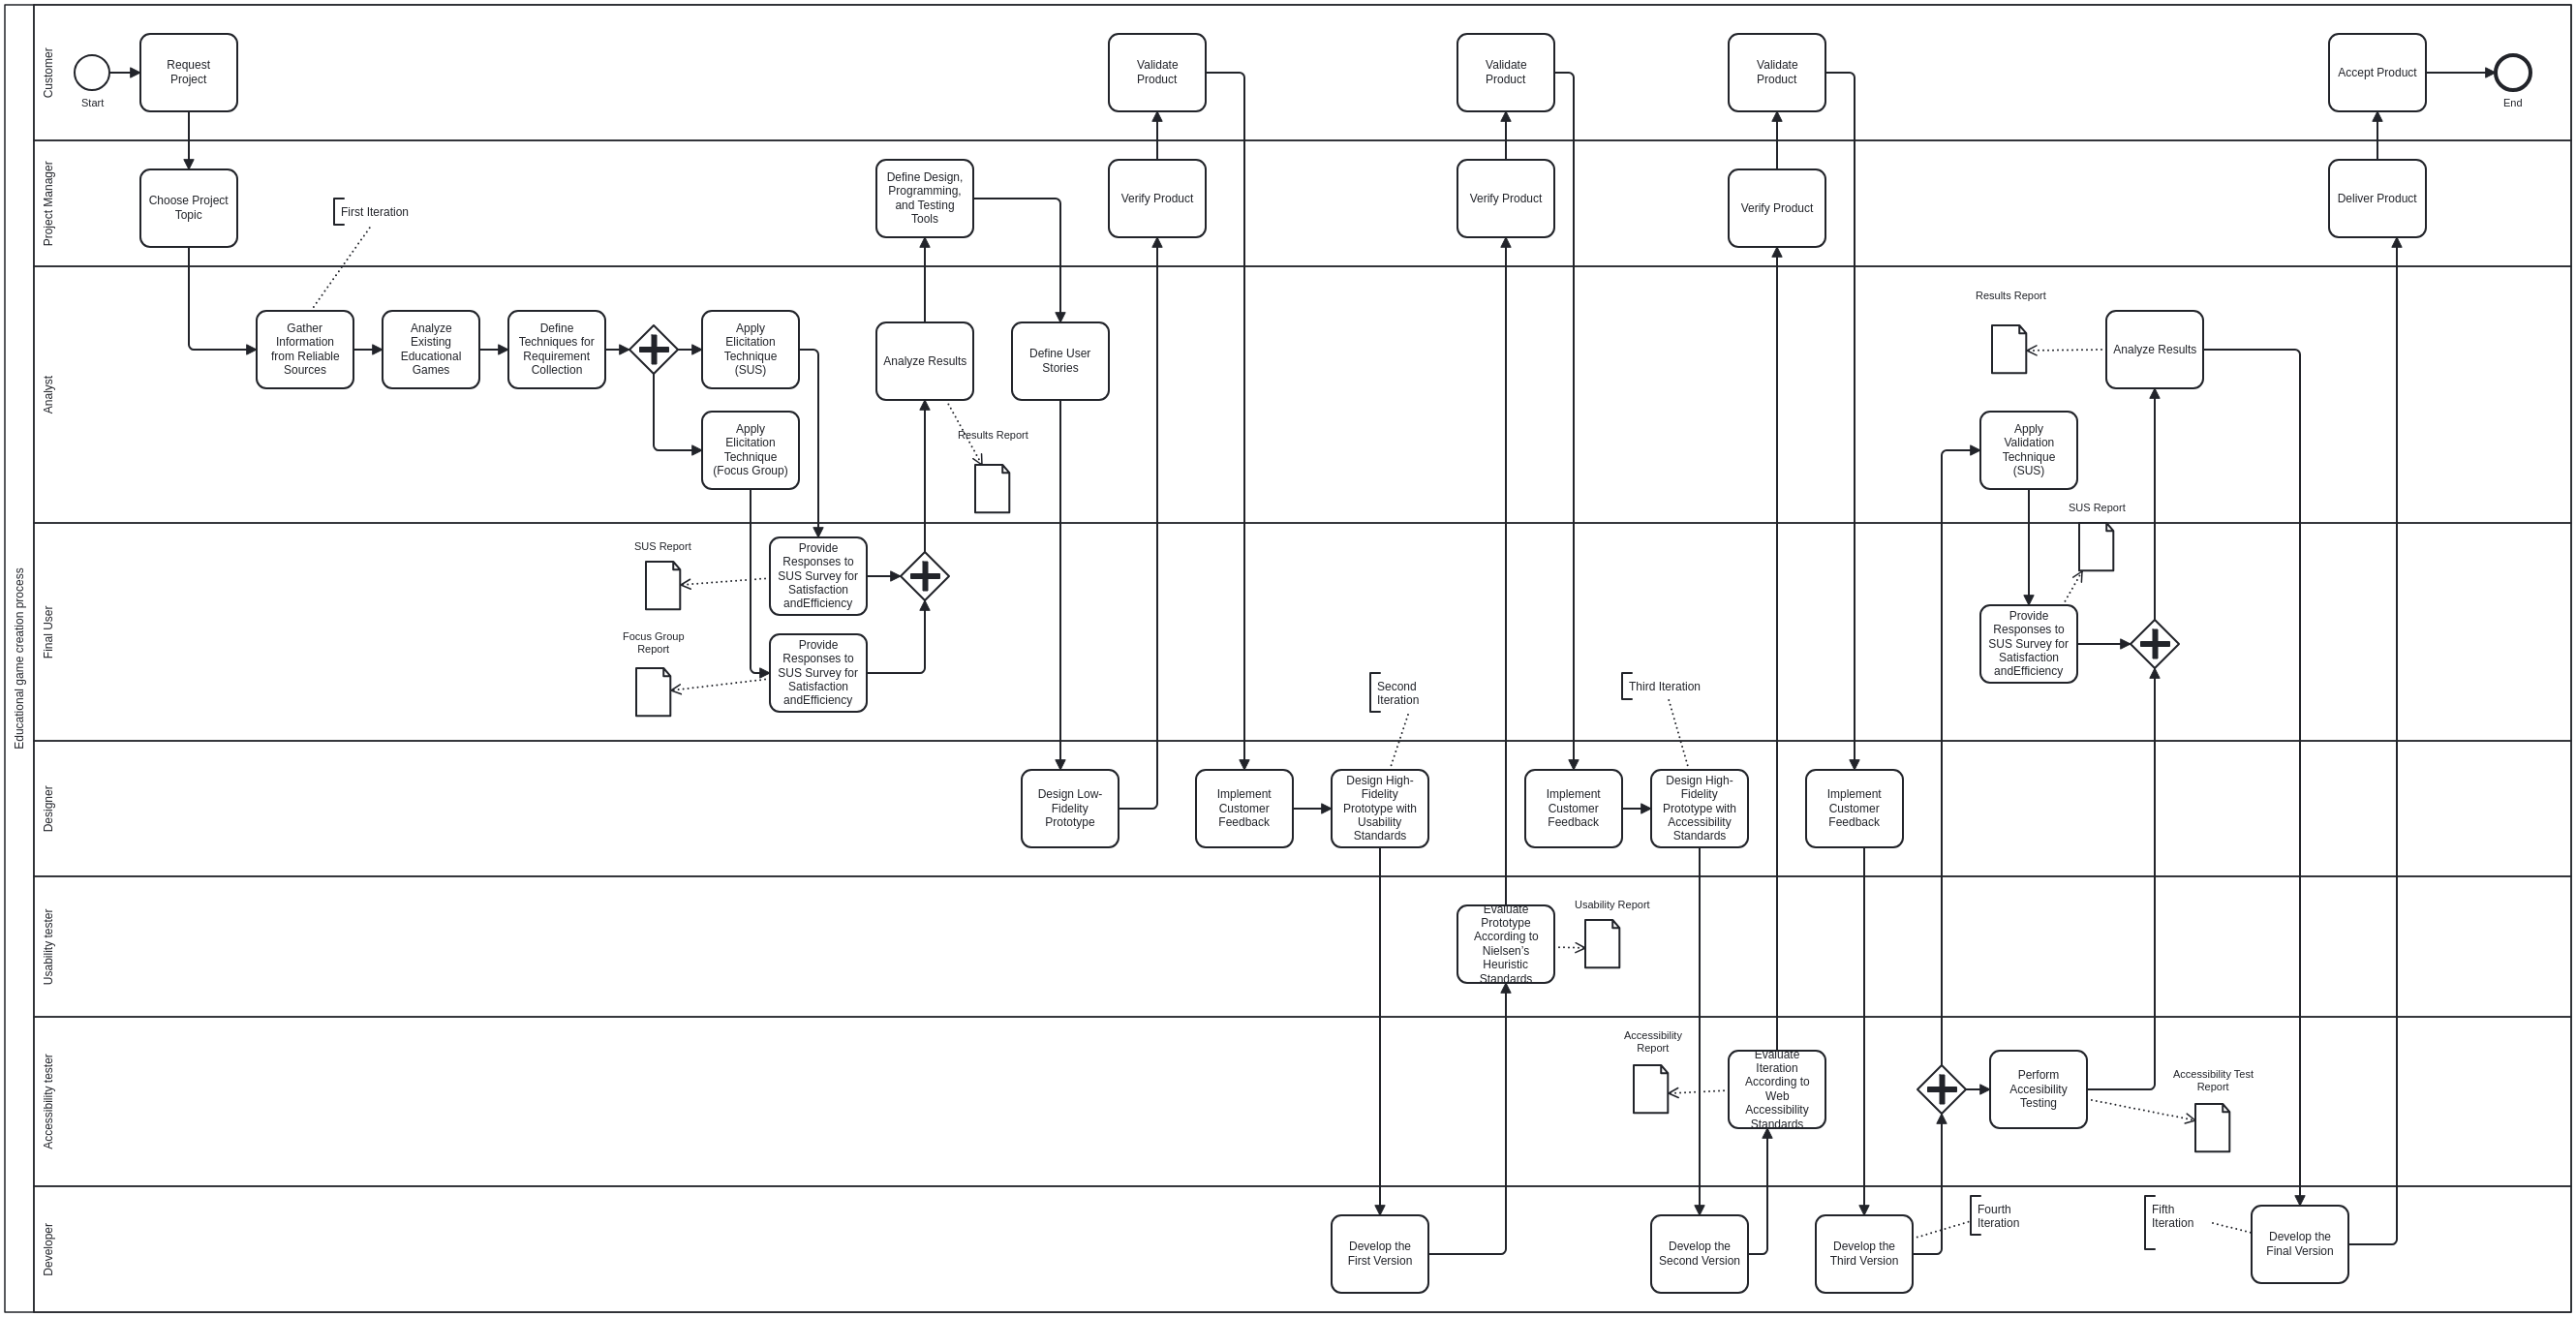 Educational game creation process
Customer
Start
Request
Project
Validate
Product
Validate
Product
Validate
Product
Accept Product
End
Project Manager
Choose Project
Topic
First Iteration
Define Design,
Programming,
and Testing
Tools
Verify Product
Verify Product
Verify Product
Deliver Product
Analyst
Gather
Information
from Reliable
Sources
Analyze
Existing
Educational
Games
Define
Techniques for
Requirement
Collection
Apply
Elicitation
Technique
(SUS)
Apply
Elicitation
Technique
(Focus Group)
Analyze Results
Results Report
Define User
Stories
Results Report
Analyze Results
Apply
Validation
Technique
(SUS)
SUS Report
Final User
SUS Report
Provide
Responses to
SUS Survey for
Satisfaction
andEfficiency
Focus Group
Report
Provide
Responses to
SUS Survey for
Satisfaction
andEfficiency
Second
Iteration
Third Iteration
Provide
Responses to
SUS Survey for
Satisfaction
andEfficiency
Designer
Design Low-
Fidelity
Prototype
Implement
Customer
Feedback
Design High-
Fidelity
Prototype with
Usability
Standards
Implement
Customer
Feedback
Design High-
Fidelity
Prototype with
Accessibility
Standards
Implement
Customer
Feedback
Usability tester
Evaluate
Prototype
According to
Nielsen's
Heuristic
Standards
Usability Report
Accessibility tester
Accessibility
Report
Evaluate
Iteration
According to
Web
Accessibility
Standards
Perform
Accesibility
Testing
Accessibility Test
Report
Developer
Develop the
First Version
Develop the
Second Version
Develop the
Third Version
Fourth
Iteration
Fifth
Iteration
Develop the
Final Version